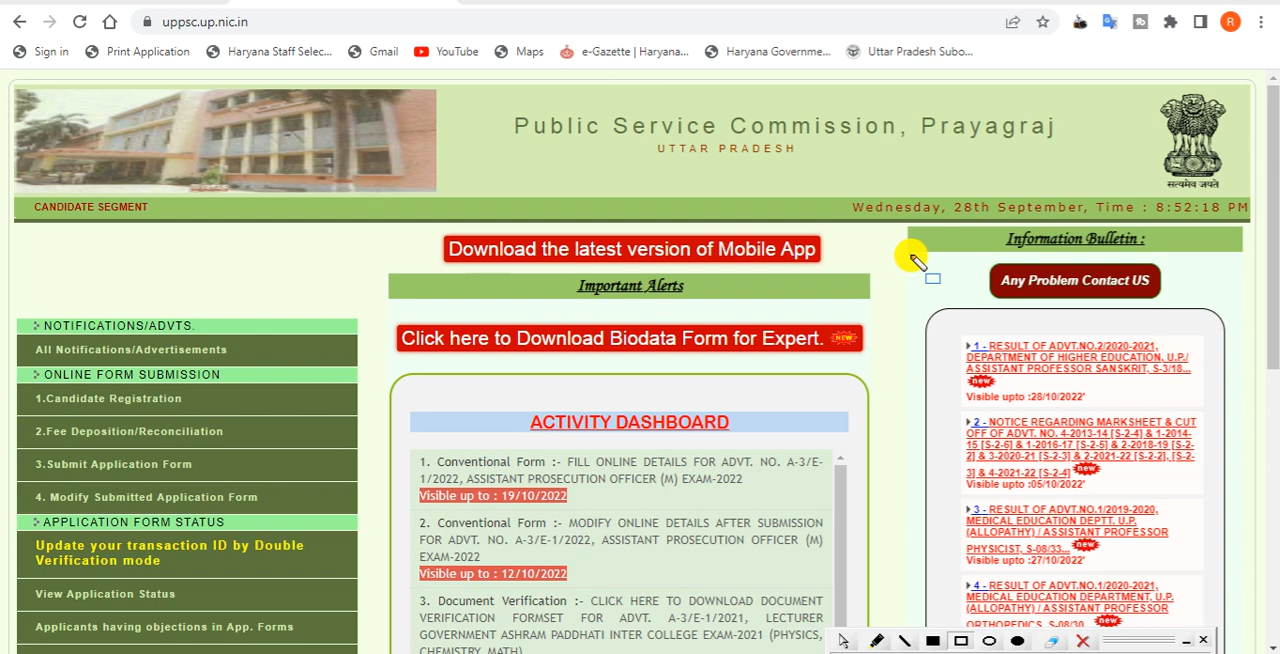 uppsc.up.nic.in
R
Sign in
Print Application
Haryana Staff Selec...
Gmail
YouTube
Maps
e-Gazette | Haryana...
Haryana Governme...
Uttar Pradesh Subo...
Public Service Commission, Prayagraj
UTTAR PRADESH
सत्यमेव जयते
CANDIDATE SEGMENT
Wednesday, 28th September, Time : 8:52:18 PM
Download the latest version of Mobile App
Important Alerts
Click here to Download Biodata Form for Expert. NEW
NOTIFICATIONS/ADVTS.
All Notifications/Advertisements
ONLINE FORM SUBMISSION
1.Candidate Registration
2.Fee Deposition/Reconciliation
3.Submit Application Form
4. Modify Submitted Application Form
APPLICATION FORM STATUS
Update your transaction ID by Double
Verification mode
View Application Status
Applicants having objections in App. Forms
ACTIVITY DASHBOARD
1. Conventional Form :- FILL ONLINE DETAILS FOR ADVT. NO. A-3/E-
1/2022, ASSISTANT PROSECUTION OFFICER (M) EXAM-2022
Visible up to : 19/10/2022
2. Conventional Form :- MODIFY ONLINE DETAILS AFTER SUBMISSION
FOR ADVT. NO. A-3/E-1/2022, ASSISTANT PROSECUTION OFFICER (M)
EXAM-2022
Visible up to : 12/10/2022
3. Document Verification :- CLICK HERE TO DOWNLOAD DOCUMENT
VERIFICATION FORMSET FOR ADVT. A-3/E-1/2021, LECTURER
GOVERNMENT ASHRAM PADDHATI INTER COLLEGE EXAM-2021 (PHYSICS,
CHEMISTRY, MATH)
Information Bulletin :
Any Problem Contact US
1 - RESULT OF ADVT.NO.2/2020-2021,
DEPARTMENT OF HIGHER EDUCATION, U.P./
ASSISTANT PROFESSOR SANSKRIT, S-3/18...
new
Visible upto :28/10/2022'
2 - NOTICE REGARDING MARKSHEET & CUT
OFF OF ADVT. NO. 4-2013-14 [S-2-4] & 1-2014-
15 [S-2-6] & 1-2016-17 [S-2-5] & 2-2018-19 [S-2-
2] & 3-2020-21 [S-2-3] & 2-2021-22 [S-2-2], [S-2-
3] & 4-2021-22 [S-2-4] new
Visible upto :05/10/2022'
3 - RESULT OF ADVT.NO.1/2019-2020,
MEDICAL EDUCATION DEPTT. U.P.
(ALLOPATHY) / ASSISTANT PROFESSOR
PHYSICIST, S-08/33... new
Visible upto :27/10/2022'
4 - RESULT OF ADVT.NO.1/2020-2021,
MEDICAL EDUCATION DEPARTMENT, U.P.
(ALLOPATHY) / ASSISTANT PROFESSOR
ORTHOPEDICS, S-08/30... new